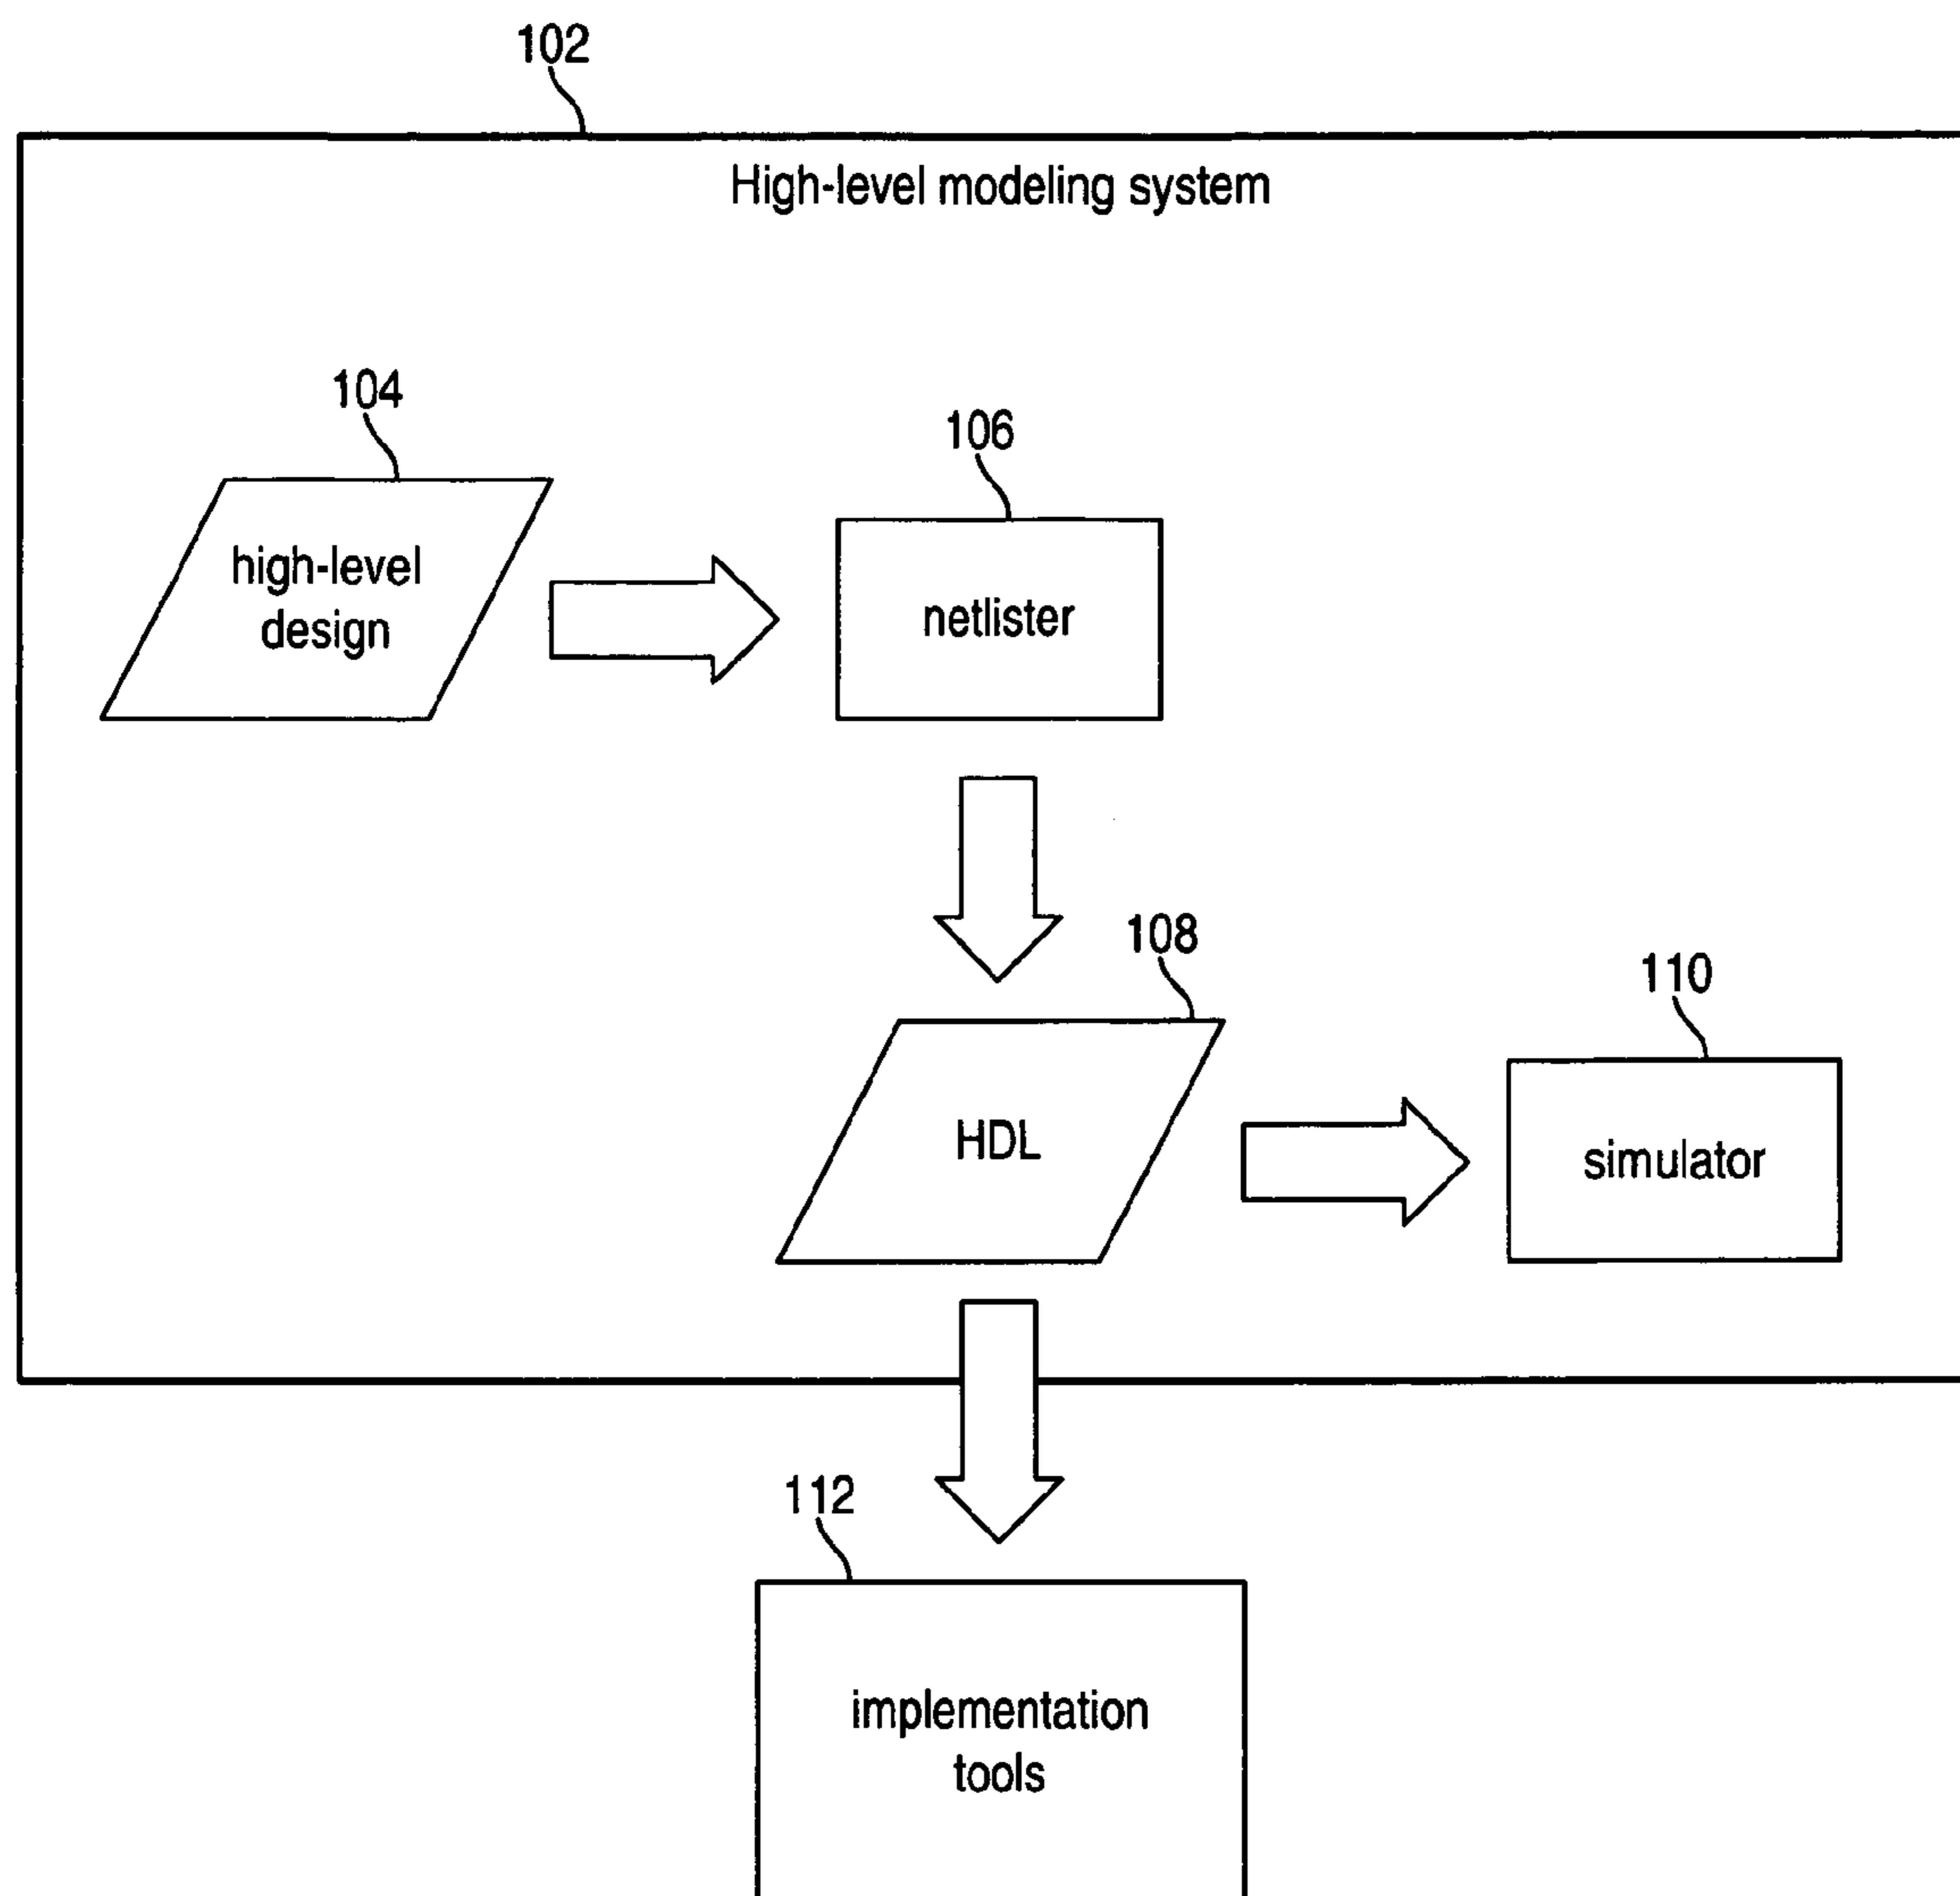 102
High-level modeling system
104
high-level
design
106
netlister
108
HDL
110
simulator
112
implementation
tools